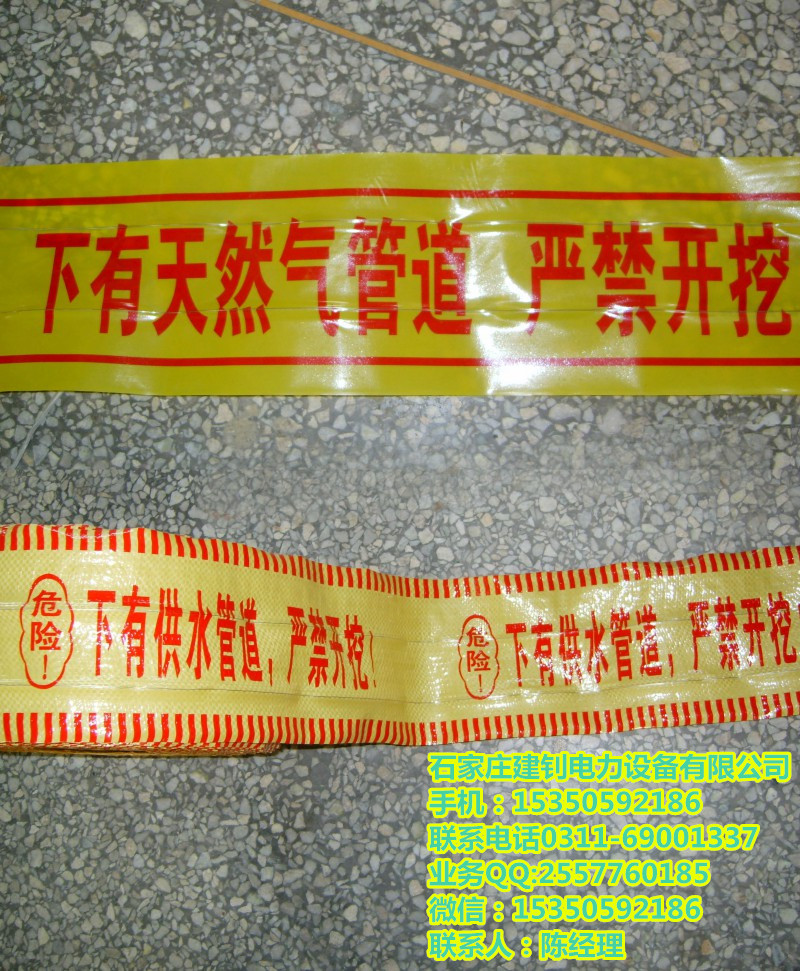 下有天然气管道 严禁开挖
危险！ 下有供水管道，严禁开挖！ 危险！ 下有供水管道，严禁开挖
石家庄建钊电力设备有限公司
手机：15350592186
联系电话0311-69001337
业务QQ:2557760185
微信：15350592186
联系人：陈经理